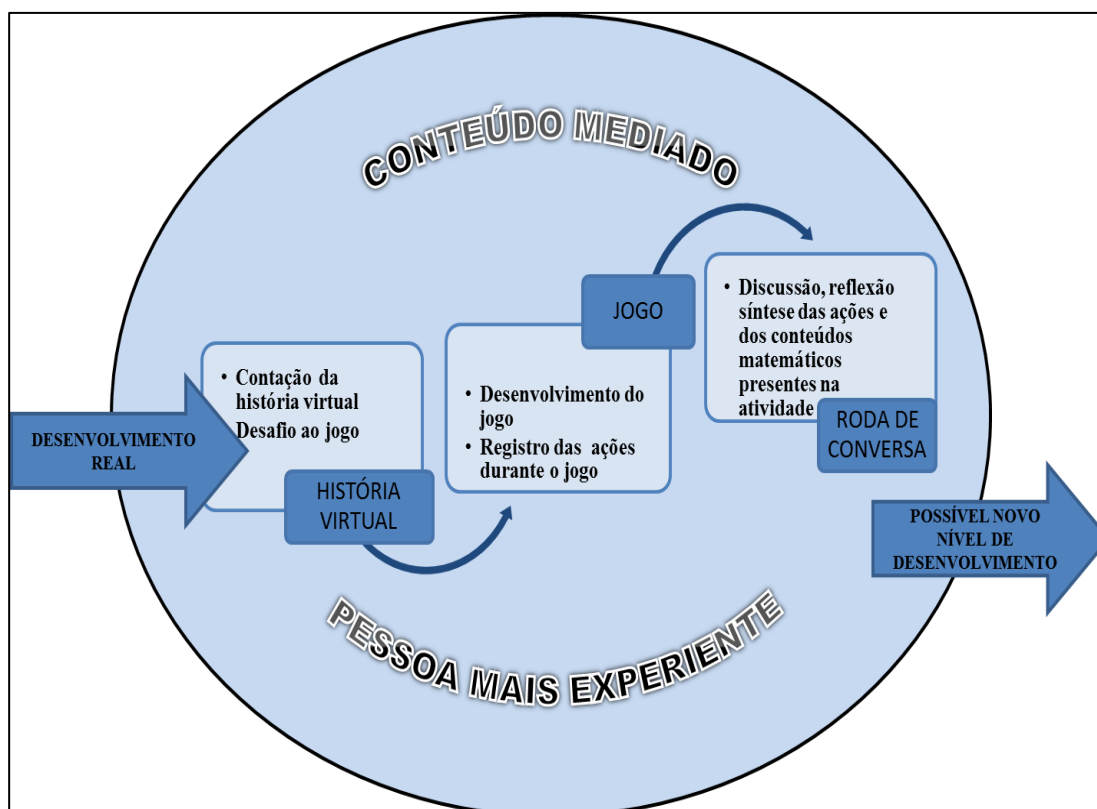 CONTEÚDO MEDIADO
DESENVOLVIMENTO
REAL
• Contação da
história virtual
Desafio ao jogo
HISTÓRIA
VIRTUAL
• Desenvolvimento do
jogo
• Registro das ações
durante o jogo
JOGO
• Discussão, reflexão
síntese das ações e
dos conteúdos
matemáticos
presentes na
atividade
RODA DE
CONVERSA
POSSÍVEL NOVO
NÍVEL DE
DESENVOLVIMENTO
PESSOA MAIS EXPERIENTE